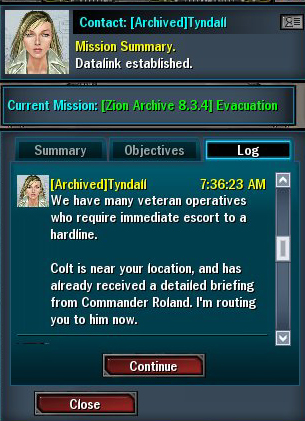 Contact: [Archived]Tyndall
Mission Summary.
Datalink established.
Current Mission: [Zion Archive 8.3.4] Evacuation
Summary
Objectives
Log
[Archived]Tyndall 7:36:23 AM
We have many veteran operatives
who require immediate escort to a
hardline.
Colt is near your location, and has
already received a detailed briefing
from Commander Roland. I'm routing
you to him now.
Continue
Close